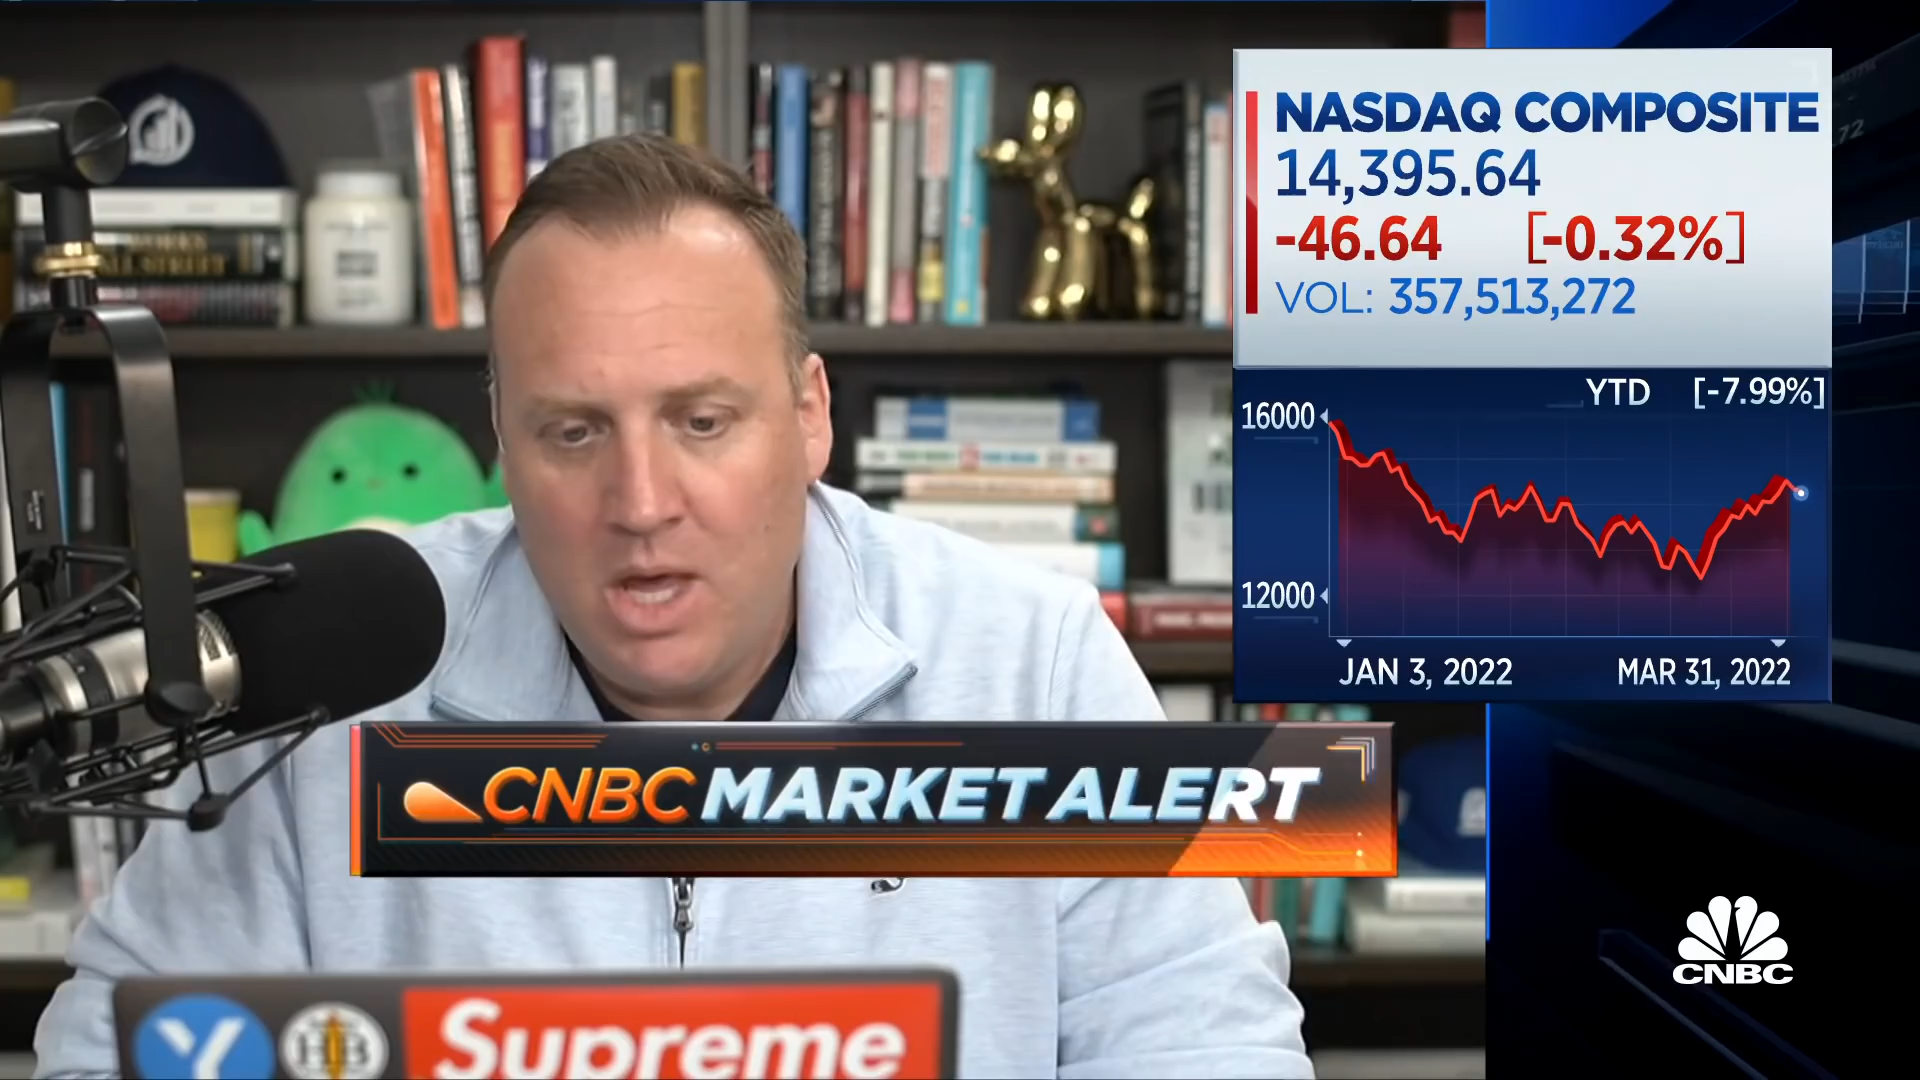 NASDAQ COMPOSITE
14,395.64
-46.64 [-0.32%]
VOL: 357,513,272
YTD [-7.99%]
16000
12000
JAN 3, 2022 MAR 31, 2022
CNBC MARKET ALERT
CNBC
WORKS
Supreme